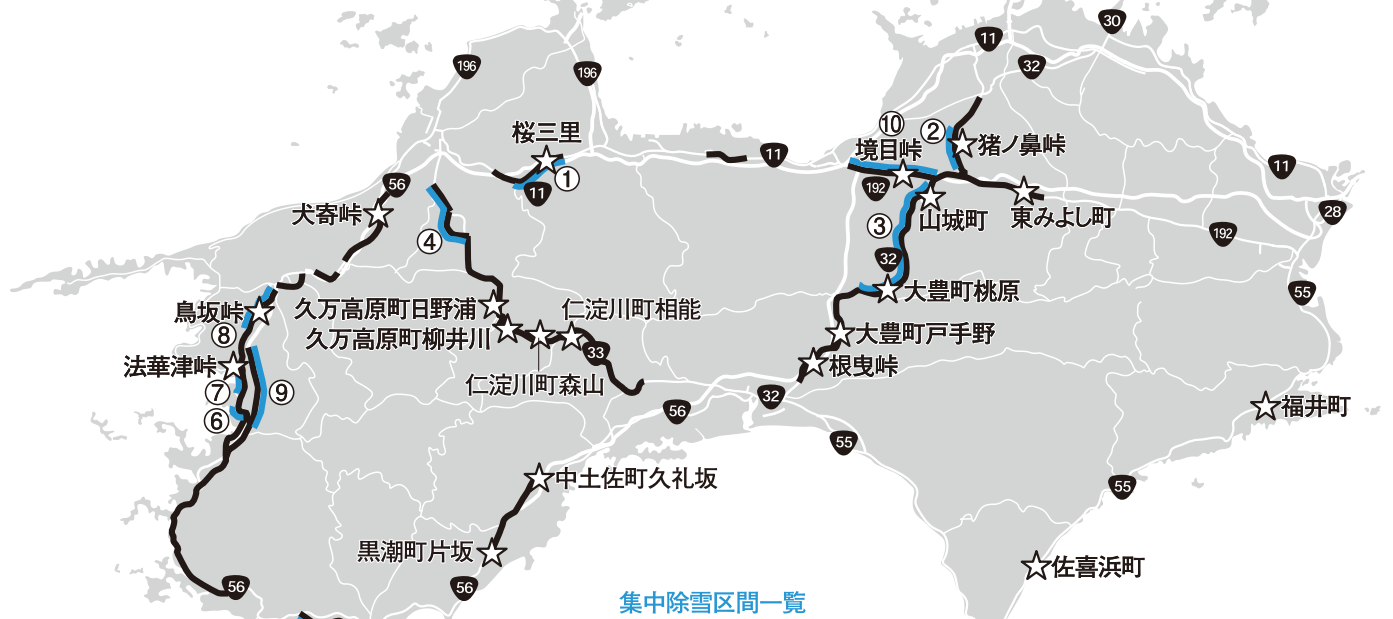 30
11
32
196
196
桜三里
①
11
11
⑩
②
境目峠
猪ノ鼻峠
192
山城町
東みよし町
11
28
192
56
犬寄峠
④
③
32
大豊町桃原
55
鳥坂峠
⑧
久万高原町日野浦
久万高原町柳井川
仁淀川町相能
33
仁淀川町森山
大豊町戸手野
根曳峠
法華津峠
⑦
⑥
⑨
56
32
55
福井町
中土佐町久礼坂
55
黒潮町片坂
56
56
佐喜浜町
集中除雪区間一覧